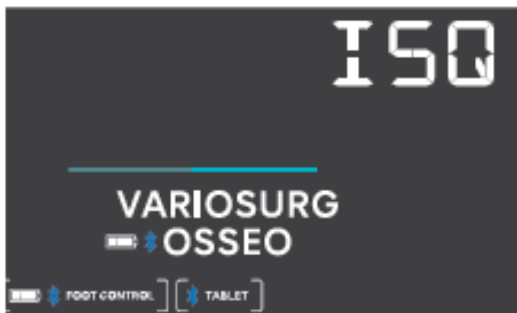 ISQ
VARIOSURG
OSSEO
FOOT CONTROL TABLET